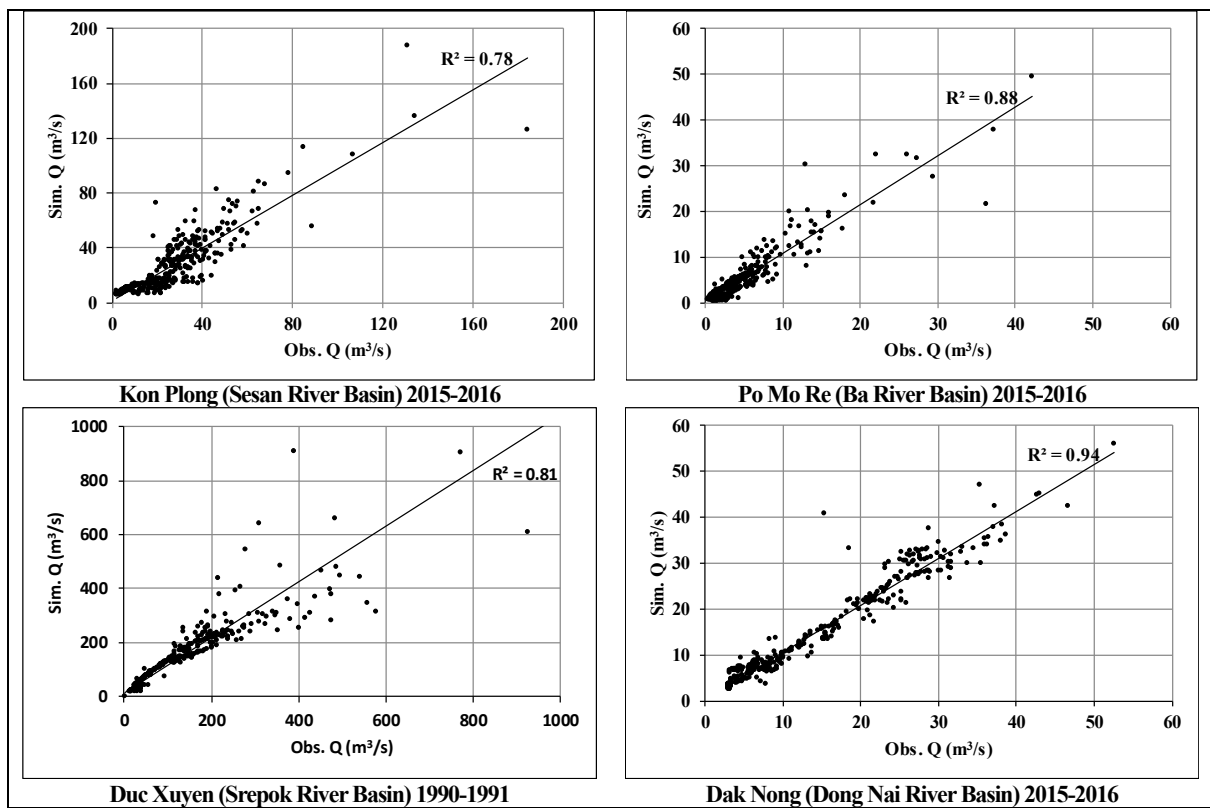 200
160
120
80
40
0
Sim. Q (m³/s)
R² = 0.78
0 40 80 120 160 200
Obs. Q (m³/s)
Kon Plong (Sesan River Basin) 2015-2016
60
50
40
30
20
10
0
Sim. Q (m³/s)
R² = 0.88
0 10 20 30 40 50 60
Obs. Q (m³/s)
Po Mo Re (Ba River Basin) 2015-2016
1000
800
600
400
200
0
Sim. Q (m³/s)
R² = 0.81
0 200 400 600 800 1000
Obs. Q (m³/s)
Duc Xuyen (Srepok River Basin) 1990-1991
60
50
40
30
20
10
0
Sim. Q (m³/s)
R² = 0.94
0 10 20 30 40 50 60
Obs. Q (m³/s)
Dak Nong (Dong Nai River Basin) 2015-2016